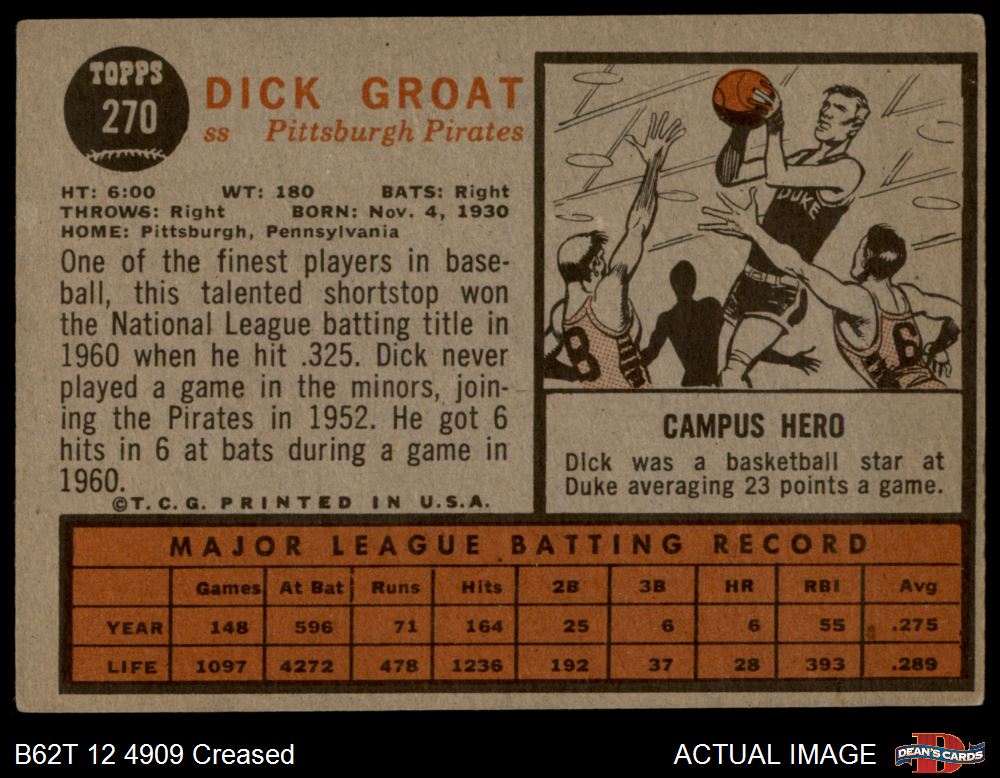 TOPPS
270
DICK GROAT
ss Pittsburgh Pirates
HT: 6:00 WT: 180 BATS: Right
THROWS: Right BORN: Nov. 4, 1930
HOME: Pittsburgh, Pennsylvania
One of the finest players in base-
ball, this talented shortstop won
the National League batting title in
1960 when he hit .325. Dick never
played a game in the minors, join-
ing the Pirates in 1952. He got 6
hits in 6 at bats during a game in
1960.
©T.C.G. PRINTED IN U.S.A.
DUKE
8
6
CAMPUS HERO
Dick was a basketball star at
Duke averaging 23 points a game.
MAJOR LEAGUE BATTING RECORD
Games At Bat Runs Hits 2B 3B HR RBI Avg
YEAR 148 596 71 164 25 6 6 55 .275
LIFE 1097 4272 478 1236 192 37 28 393 .289
B62T 12 4909 Creased
ACTUAL IMAGE
DEAN'S CARDS